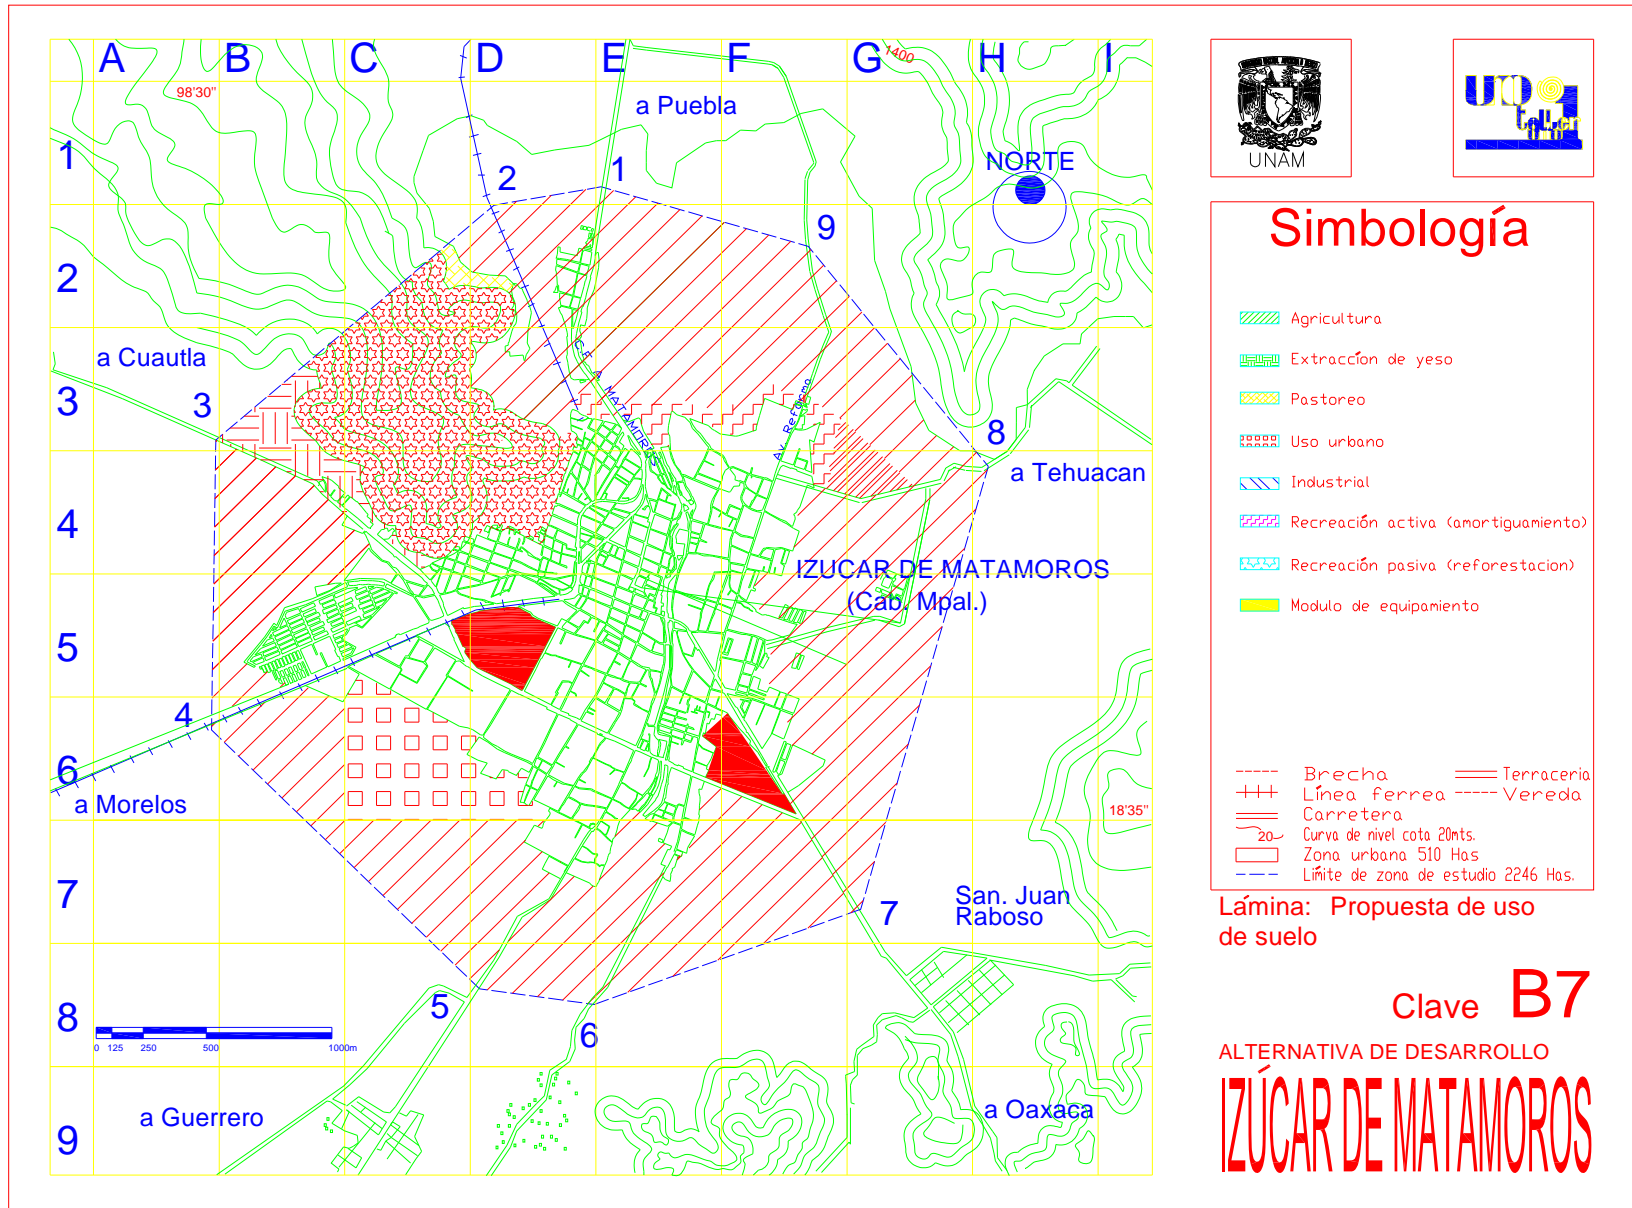 A B C D E F G H I
1
2
3
4
5
6
7
8
9
98'30"
1400
a Puebla
NORTE
2
1
9
a Cuautla
3
C.F. A MATAMOROS
Av. Reforma
8
a Tehuacan
IZUCAR DE MATAMOROS
(Cab. Mpal.)
4
a Morelos
18'35"
San. Juan
Raboso
7
5
6
0 125 250 500 1000m
a Guerrero
a Oaxaca
UNAM
Simbología
Agricultura
Extracción de yeso
Pastoreo
Uso urbano
Industrial
Recreación activa (amortiguamiento)
Recreación pasiva (reforestacion)
Modulo de equipamiento
Brecha Terraceria
Línea ferrea Vereda
Carretera
20 Curva de nivel cota 20mts.
Zona urbana 510 Has
Límite de zona de estudio 2246 Has.
Lámina: Propuesta de uso
de suelo
Clave B7
ALTERNATIVA DE DESARROLLO
IZÚCAR DE MATAMOROS